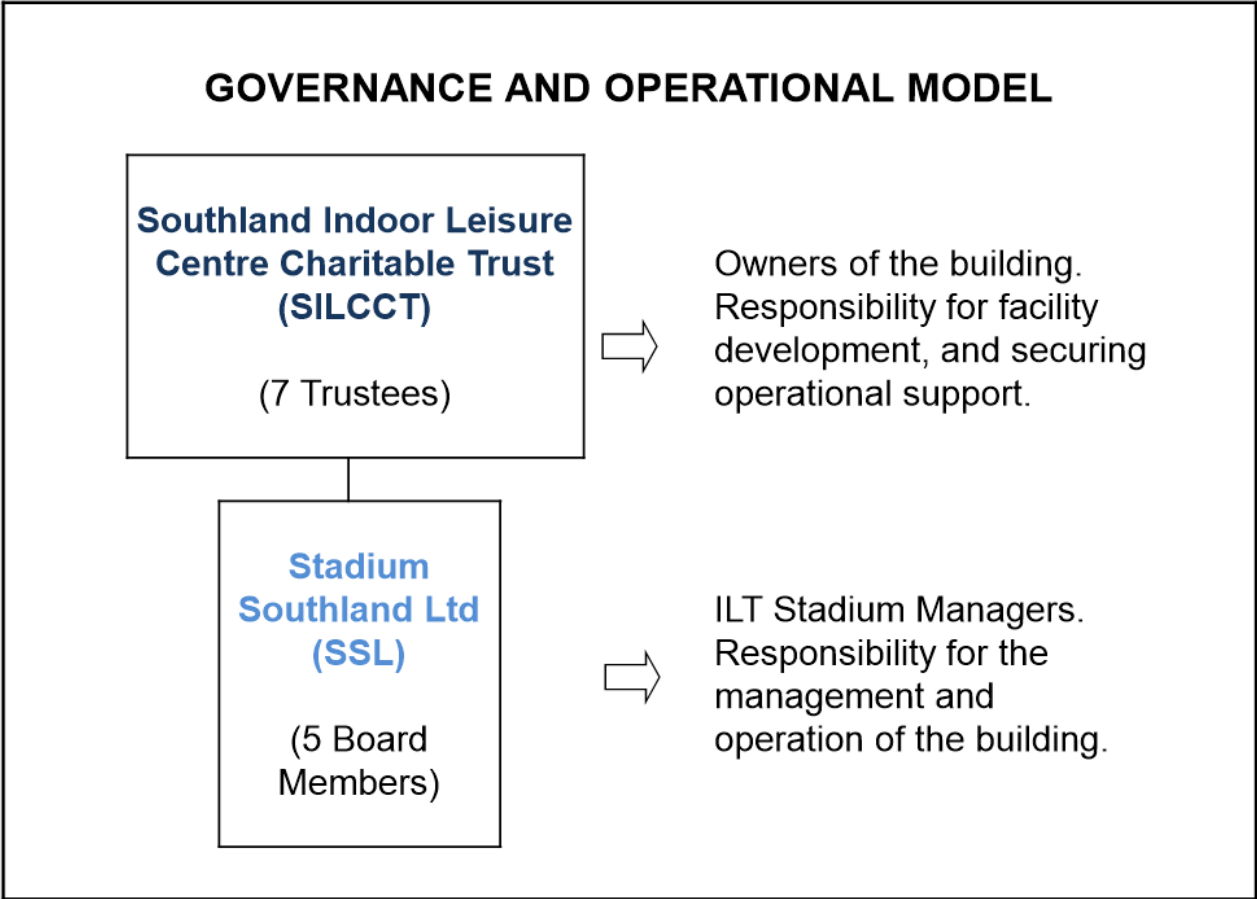 GOVERNANCE AND OPERATIONAL MODEL
Southland Indoor Leisure
Centre Charitable Trust
(SILCCT)
(7 Trustees)
Owners of the building.
Responsibility for facility
development, and securing
operational support.
Stadium
Southland Ltd
(SSL)
(5 Board
Members)
ILT Stadium Managers.
Responsibility for the
management and
operation of the building.